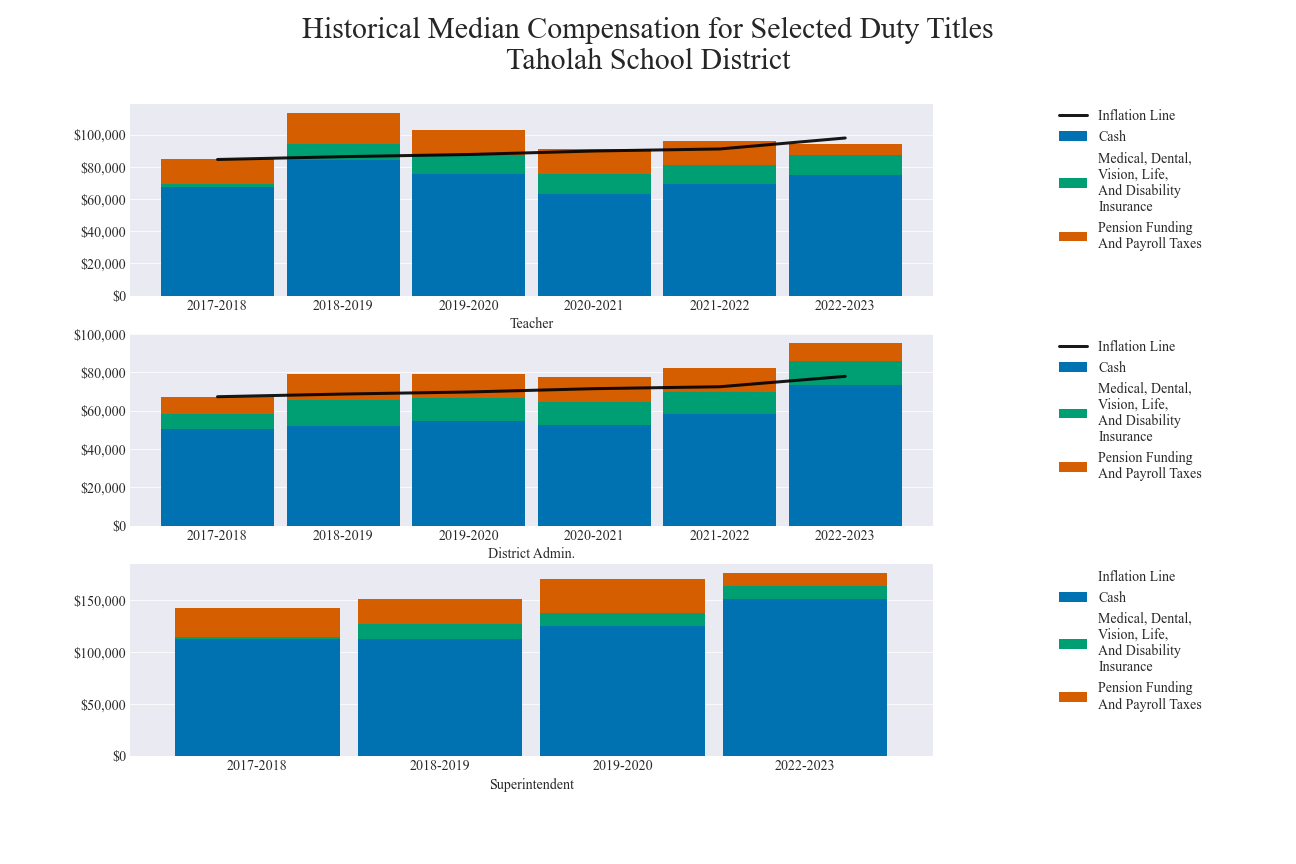 Historical Median Compensation for Selected Duty Titles
Taholah School District
$100,000
$80,000
$60,000
$40,000
$20,000
$0
2017-2018 2018-2019 2019-2020 2020-2021 2021-2022 2022-2023
Teacher
Inflation Line
Cash
Medical, Dental,
Vision, Life,
And Disability
Insurance
Pension Funding
And Payroll Taxes
$100,000
$80,000
$60,000
$40,000
$20,000
$0
2017-2018 2018-2019 2019-2020 2020-2021 2021-2022 2022-2023
District Admin.
Inflation Line
Cash
Medical, Dental,
Vision, Life,
And Disability
Insurance
Pension Funding
And Payroll Taxes
$150,000
$100,000
$50,000
$0
2017-2018 2018-2019 2019-2020 2022-2023
Superintendent
Inflation Line
Cash
Medical, Dental,
Vision, Life,
And Disability
Insurance
Pension Funding
And Payroll Taxes